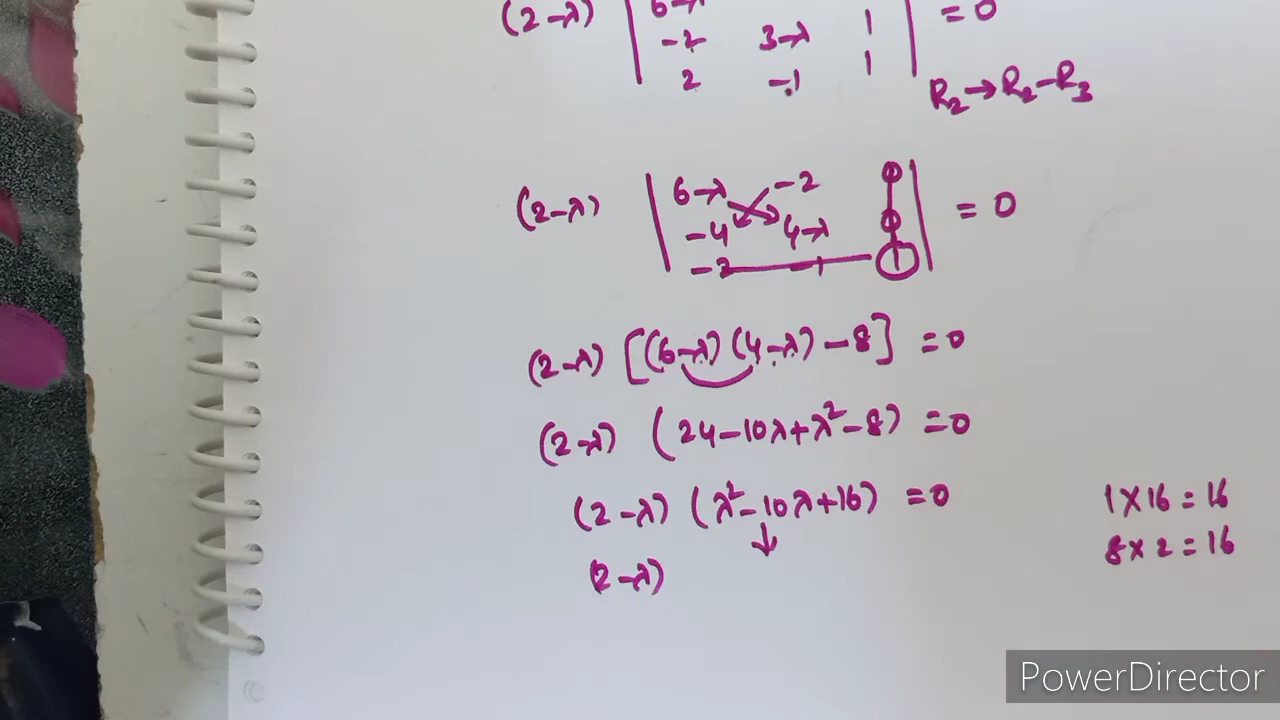 (2-λ) | 6-λ | = 0
-2 3-λ 1
2 -1 1
R₂→R₂-R₃
(2-λ) | 6-λ -2 0 | = 0
-4 4-λ 0
-2 -1 1
(2-λ) [(6-λ)(4-λ)-8] = 0
(2-λ) (24-10λ+λ²-8) = 0
(2-λ) (λ²-10λ+16) = 0
(2-λ)
1 × 16 = 16
8 × 2 = 16
PowerDirector